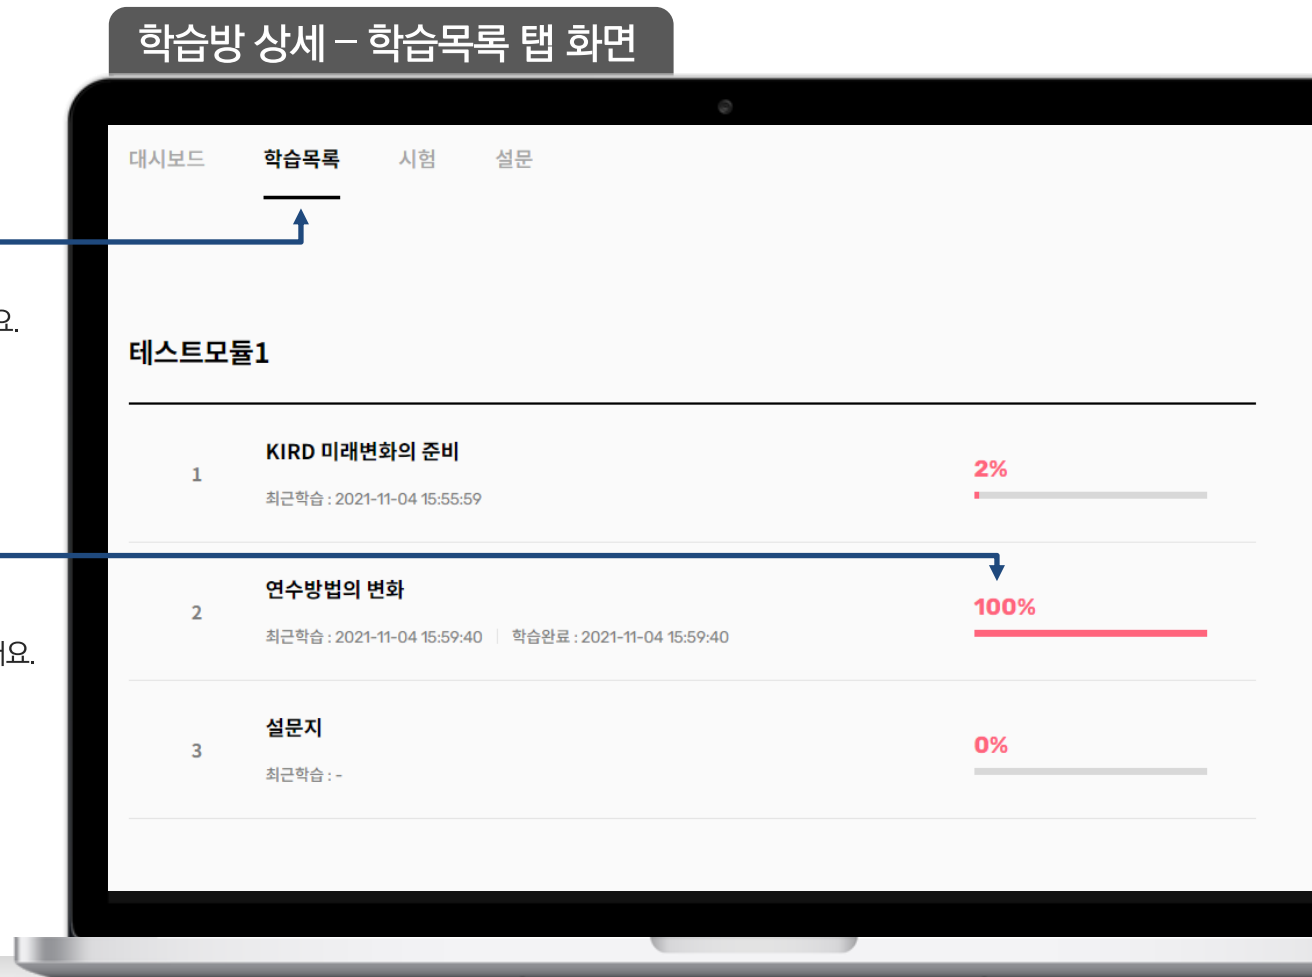 학습방 상세 – 학습목록 탭 화면
대시보드 학습목록 시험 설문
요.
테스트모듈1
1
KIRD 미래변화의 준비
최근학습 : 2021-11-04 15:55:59
2%
2
연수방법의 변화
최근학습 : 2021-11-04 15:59:40 | 학습완료 : 2021-11-04 15:59:40
100%
요.
3
설문지
최근학습 : -
0%